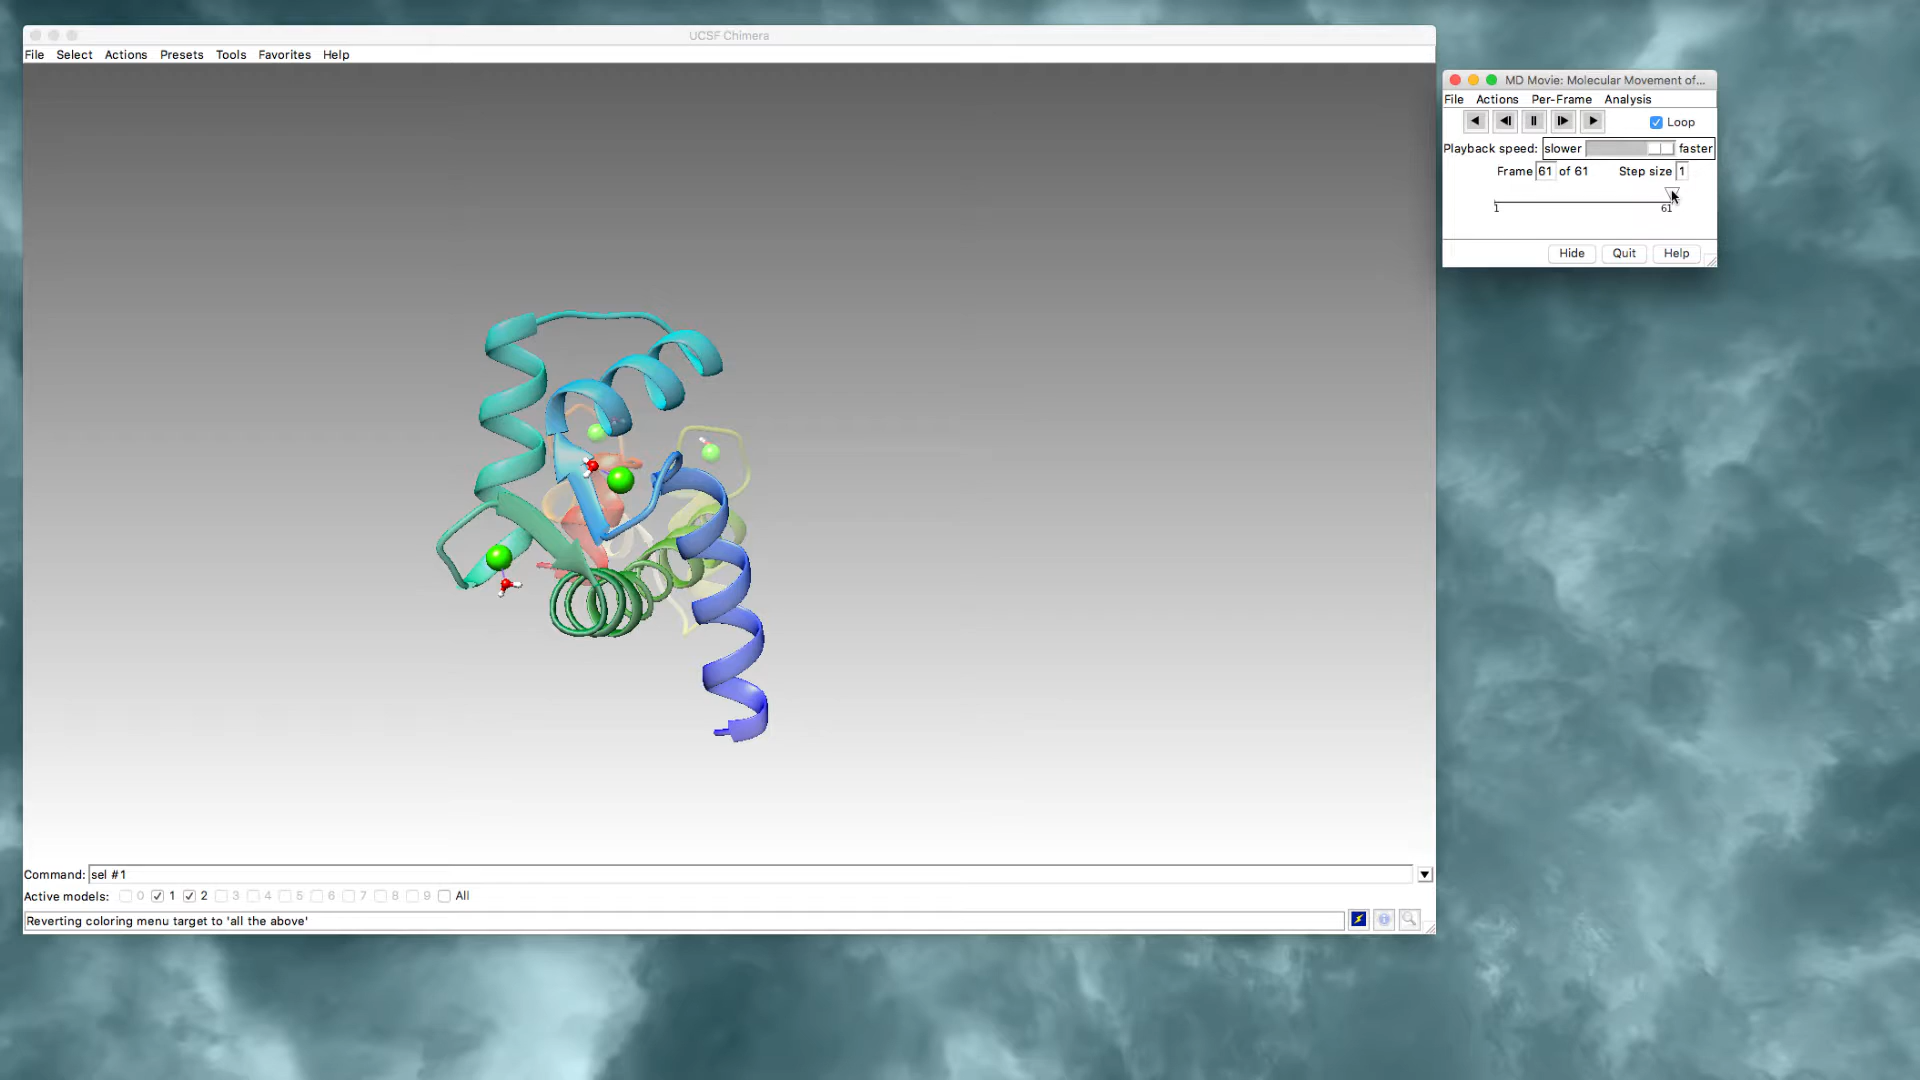 UCSF Chimera
File Select Actions Presets Tools Favorites Help
MD Movie: Molecular Movement of...
File Actions Per-Frame Analysis
Loop
Playback speed: slower faster
Frame 61 of 61 Step size 1
1 61
Hide Quit Help
Command: sel #1
Active models: 0 1 2 3 4 5 6 7 8 9 All
Reverting coloring menu target to 'all the above'